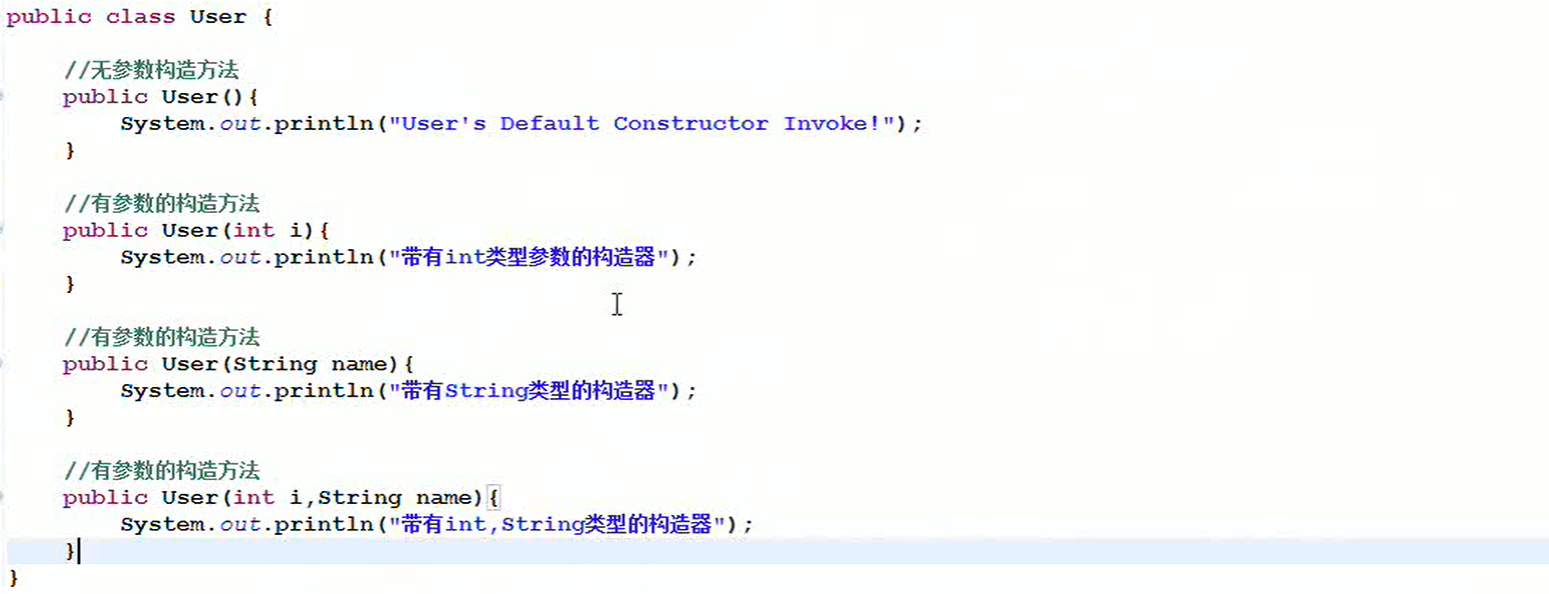 public class User {
//无参数构造方法
public User(){
System.out.println("User's Default Constructor Invoke!");
}
//有参数的构造方法
public User(int i){
System.out.println("带有int类型参数的构造器");
}
//有参数的构造方法
public User(String name){
System.out.println("带有String类型的构造器");
}
//有参数的构造方法
public User(int i,String name){
System.out.println("带有int,String类型的构造器");
}
}